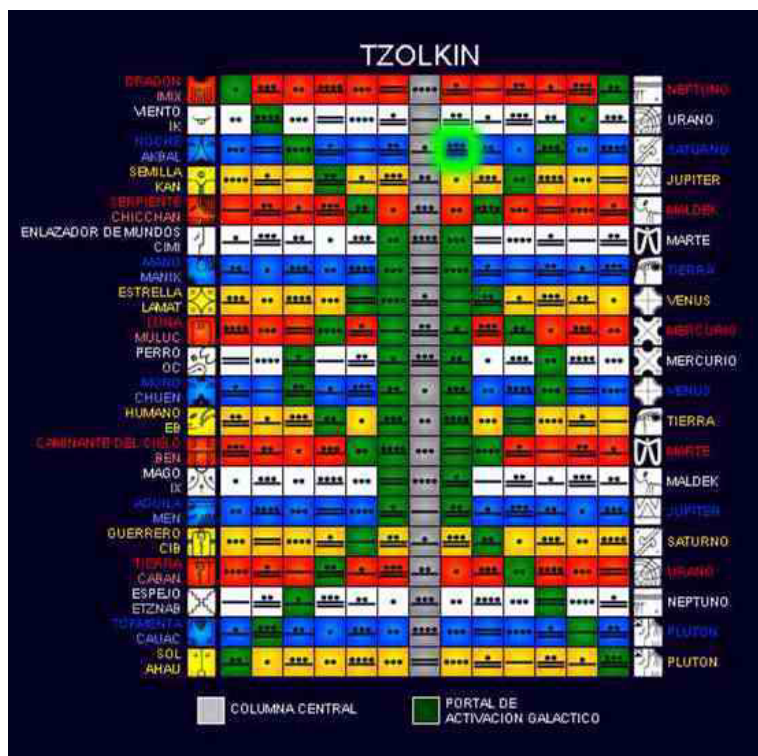 TZOLKIN
DRAGON
IMIX
NEPTUNO
VIENTO
IK
URANO
NOCHE
AKBAL
SATURNO
SEMILLA
KAN
JUPITER
SERPIENTE
CHICCHAN
MALDEK
ENLAZADOR DE MUNDOS
CIMI
MARTE
MANO
MANIK
TIERRA
ESTRELLA
LAMAT
VENUS
LUNA
MULUC
MERCURIO
PERRO
OC
MERCURIO
MONO
CHUEN
VENUS
HUMANO
EB
TIERRA
CAMINANTE DEL CIELO
BEN
MARTE
MAGO
IX
MALDEK
AGUILA
MEN
JUPITER
GUERRERO
CIB
SATURNO
TIERRA
CABAN
URANO
ESPEJO
ETZNAB
NEPTUNO
TORMENTA
CAUAC
PLUTON
SOL
AHAU
PLUTON
COLUMNA CENTRAL
PORTAL DE
ACTIVACION GALACTICO